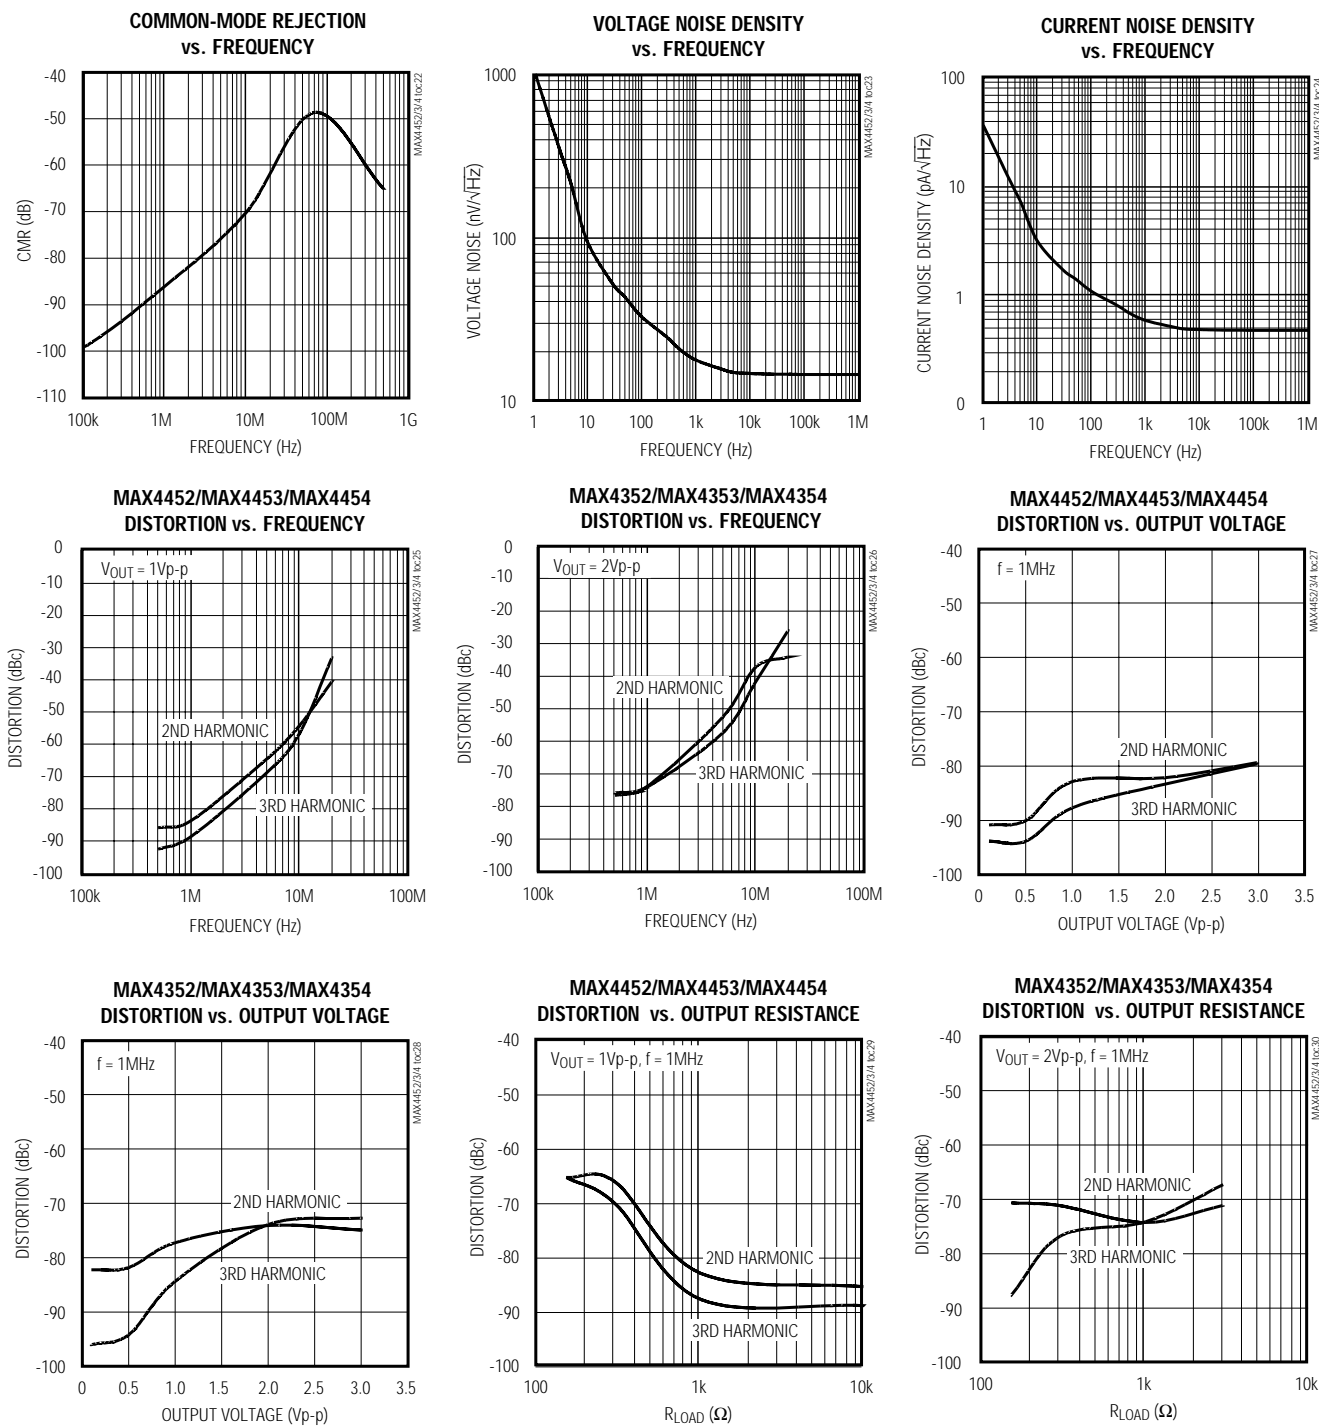 COMMON-MODE REJECTION
vs. FREQUENCY
-40
-50
-60
-70
-80
-90
-100
-110
CMR (dB)
100k 1M 10M 100M 1G
FREQUENCY (Hz)
MAX4452/3/4 toc22
VOLTAGE NOISE DENSITY
vs. FREQUENCY
1000
100
10
VOLTAGE NOISE (nV/√Hz)
1 10 100 1k 10k 100k 1M
FREQUENCY (Hz)
MAX4452/3/4 toc23
CURRENT NOISE DENSITY
vs. FREQUENCY
100
10
1
0
CURRENT NOISE DENSITY (pA/√Hz)
1 10 100 1k 10k 100k 1M
FREQUENCY (Hz)
MAX4452/3/4 toc24
MAX4452/MAX4453/MAX4454
DISTORTION vs. FREQUENCY
0
-10
-20
-30
-40
-50
-60
-70
-80
-90
-100
DISTORTION (dBc)
VOUT = 1Vp-p
2ND HARMONIC
3RD HARMONIC
100k 1M 10M 100M
FREQUENCY (Hz)
MAX4452/3/4 toc25
MAX4352/MAX4353/MAX4354
DISTORTION vs. FREQUENCY
0
-10
-20
-30
-40
-50
-60
-70
-80
-90
-100
DISTORTION (dBc)
VOUT = 2Vp-p
2ND HARMONIC
3RD HARMONIC
100k 1M 10M 100M
FREQUENCY (Hz)
MAX4452/3/4 toc26
MAX4452/MAX4453/MAX4454
DISTORTION vs. OUTPUT VOLTAGE
-40
-50
-60
-70
-80
-90
-100
DISTORTION (dBc)
f = 1MHz
2ND HARMONIC
3RD HARMONIC
0 0.5 1.0 1.5 2.0 2.5 3.0 3.5
OUTPUT VOLTAGE (Vp-p)
MAX4452/3/4 toc27
MAX4352/MAX4353/MAX4354
DISTORTION vs. OUTPUT VOLTAGE
-40
-50
-60
-70
-80
-90
-100
DISTORTION (dBc)
f = 1MHz
2ND HARMONIC
3RD HARMONIC
0 0.5 1.0 1.5 2.0 2.5 3.0 3.5
OUTPUT VOLTAGE (Vp-p)
MAX4452/3/4 toc28
MAX4452/MAX4453/MAX4454
DISTORTION vs. OUTPUT RESISTANCE
-40
-50
-60
-70
-80
-90
-100
DISTORTION (dBc)
VOUT = 1Vp-p, f = 1MHz
2ND HARMONIC
3RD HARMONIC
100 1k 10k
RLOAD (Ω)
MAX4452/3/4 toc29
MAX4352/MAX4353/MAX4354
DISTORTION vs. OUTPUT RESISTANCE
-40
-50
-60
-70
-80
-90
-100
DISTORTION (dBc)
VOUT = 2Vp-p, f = 1MHz
2ND HARMONIC
3RD HARMONIC
100 1k 10k
RLOAD (Ω)
MAX4452/3/4 toc30